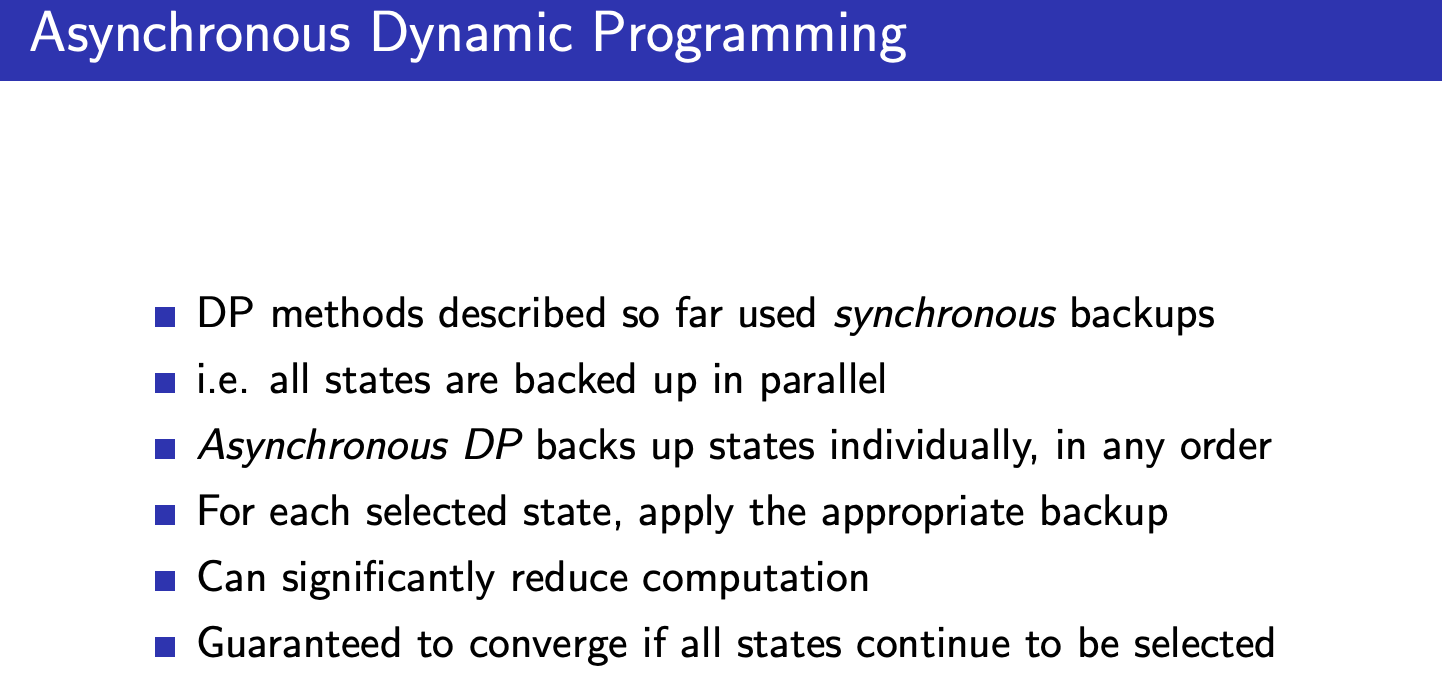 Asynchronous Dynamic Programming
DP methods described so far used synchronous backups
i.e. all states are backed up in parallel
Asynchronous DP backs up states individually, in any order
For each selected state, apply the appropriate backup
Can significantly reduce computation
Guaranteed to converge if all states continue to be selected